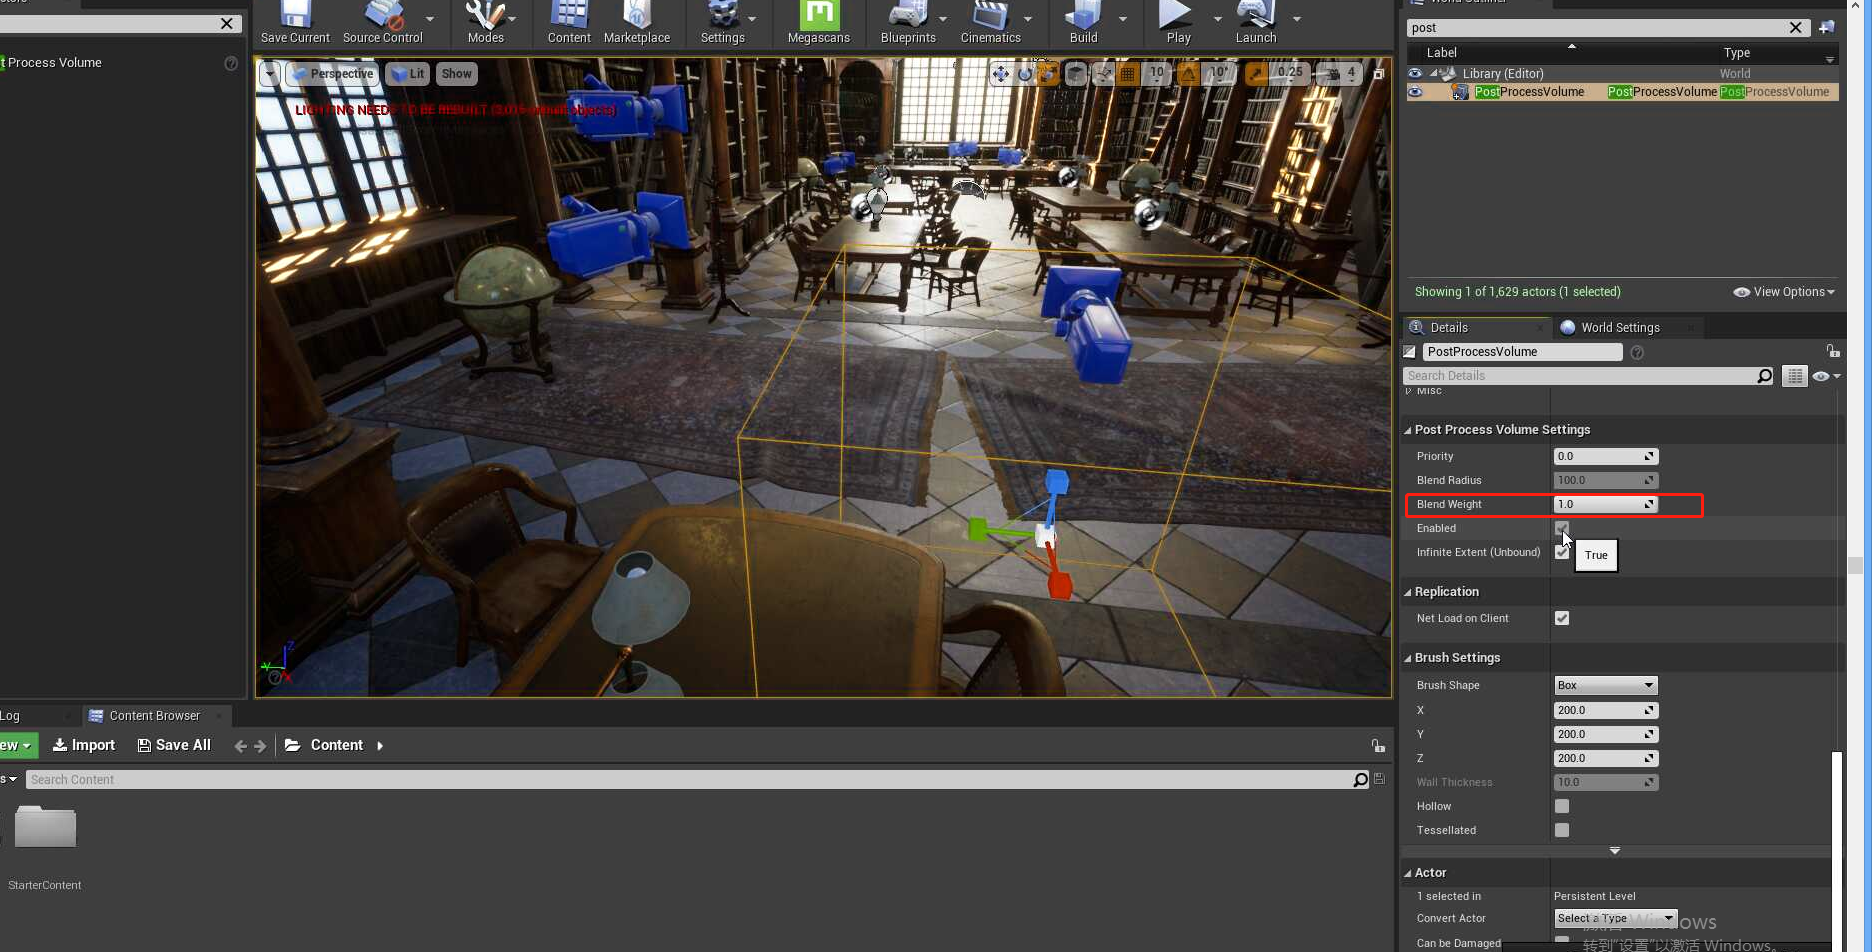 Save Current
Source Control
Modes
Content
Marketplace
Settings
Megascans
Blueprints
Cinematics
Build
Play
Launch
t Process Volume
Perspective
Lit
Show
10
10°
0.25
4
LIGHTING NEEDS TO BE REBUILT
post
Label
Type
Library (Editor)
World
PostProcessVolume
PostProcessVolume
PostProcessVolume
Showing 1 of 1,629 actors (1 selected)
View Options
Details
World Settings
PostProcessVolume
Search Details
Misc
Post Process Volume Settings
Priority
0.0
Blend Radius
100.0
Blend Weight
1.0
Enabled
Infinite Extent (Unbound)
True
Replication
Net Load on Client
Brush Settings
Brush Shape
Box
X
200.0
Y
200.0
Z
200.0
Wall Thickness
10.0
Hollow
Tessellated
Actor
1 selected in
Persistent Level
Convert Actor
Select a Type
Can be Damaged
激活 Windows
转到"设置"以激活 Windows。
Z
Y
X
Log
Content Browser
ew
Import
Save All
Content
s
Search Content
StarterContent